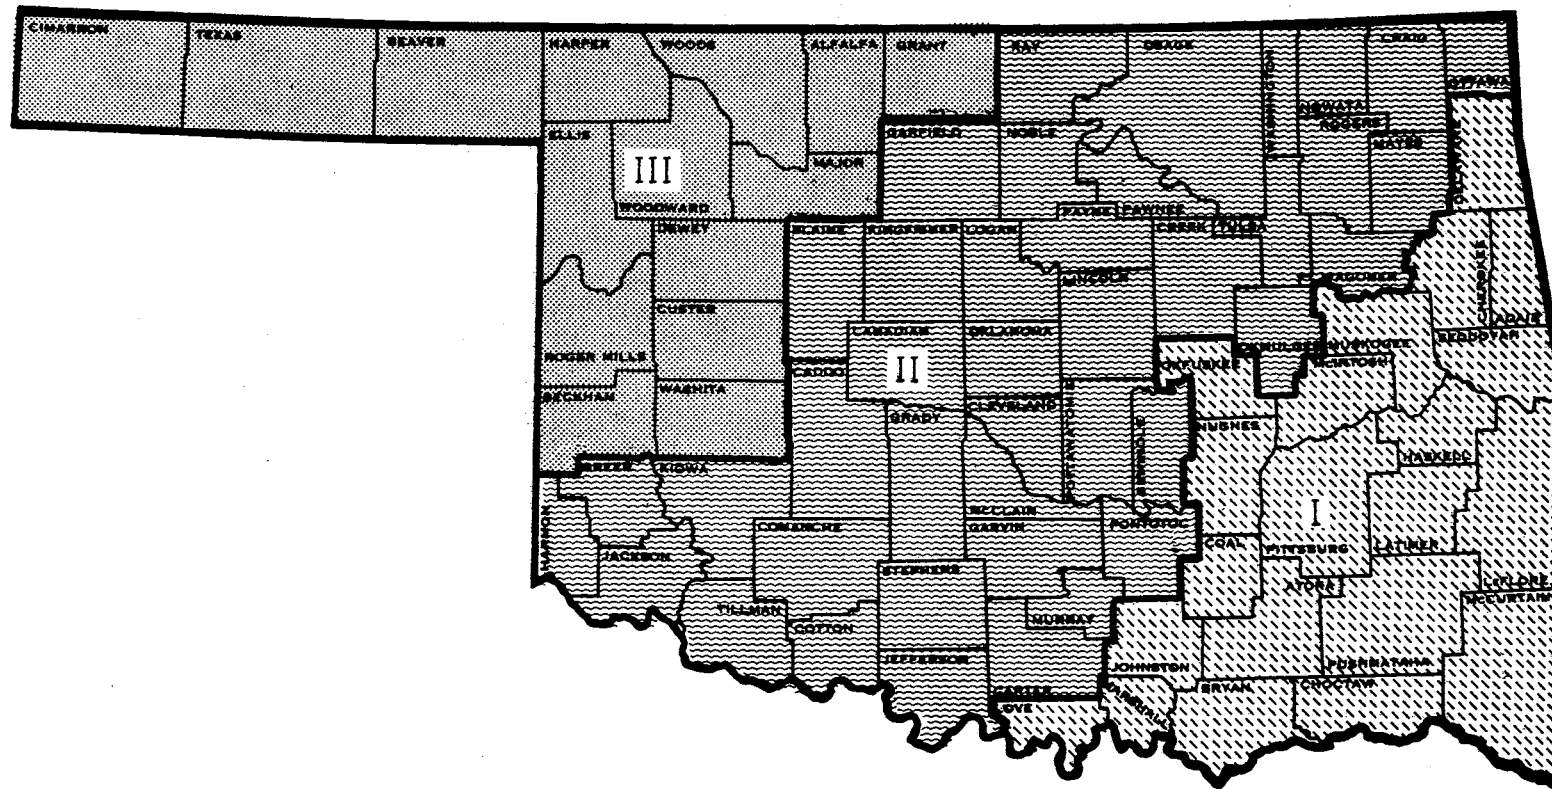 CIMARRON
TEXAS
BEAVER
HARPER
WOODS
ALFALFA
GRANT
KAY
OSAGE
WASHINGTON
CRAIG
OTTAWA
NOWATA
ROGERS
MAYES
DELAWARE
ELLIS
GARFIELD
NOBLE
MAJOR
III
WOODWARD
DEWEY
PAYNE
PAWNEE
BLAINE
KINGFISHER
LOGAN
CREEK
TULSA
WAGONER
CHEROKEE
ADAIR
LINCOLN
CUSTER
ROGER MILLS
CANADIAN
OKLAHOMA
OKMULGEE
MUSKOGEE
SEQUOYAH
II
CADDO
OKFUSKEE
McINTOSH
BECKHAM
WASHITA
GRADY
CLEVELAND
POTTAWATOMIE
SEMINOLE
HUGHES
HASKELL
GREER
KIOWA
HARMON
McCLAIN
I
COMANCHE
GARVIN
PONTOTOC
JACKSON
COAL
PITTSBURG
LATIMER
STEPHENS
ATOKA
LeFLORE
McCURTAIN
TILLMAN
COTTON
MURRAY
JEFFERSON
JOHNSTON
PUSHMATAHA
CARTER
LOVE
MARSHALL
BRYAN
CHOCTAW